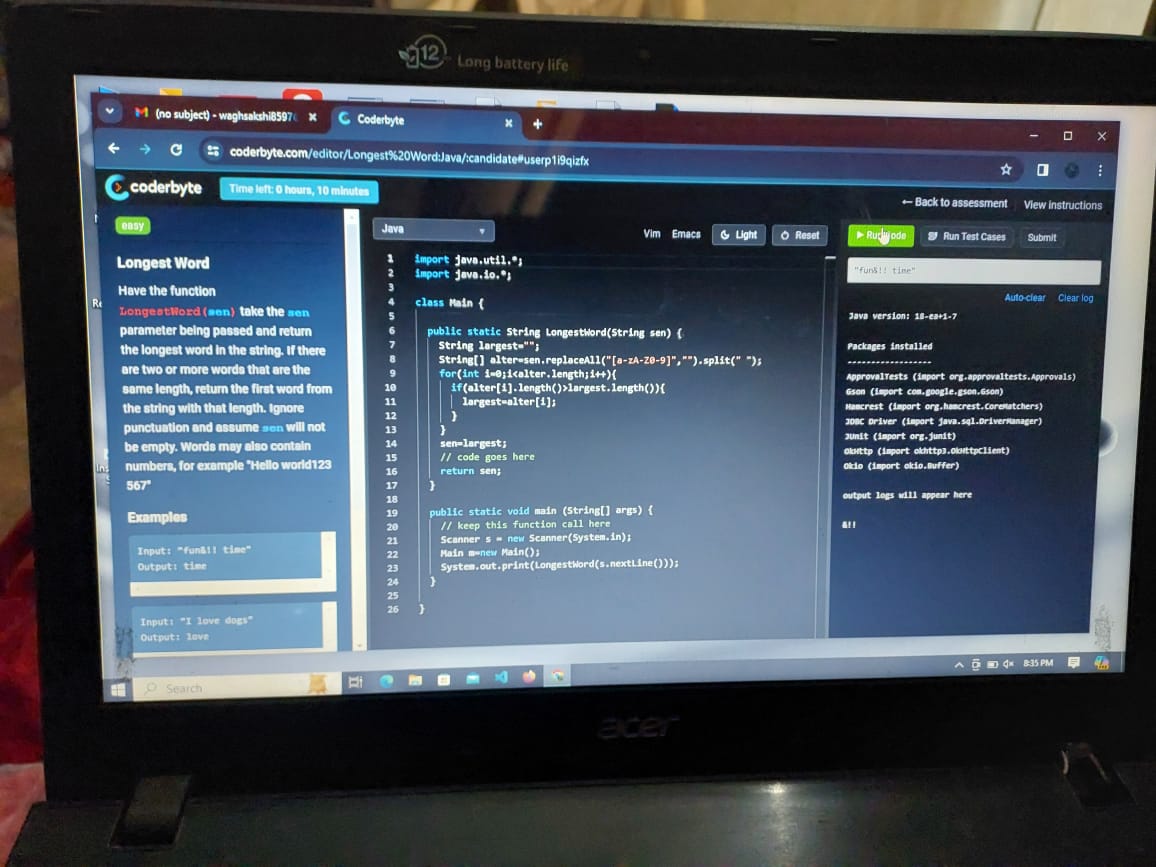 12 Long battery life
(no subject) - waghsakshi8597
Coderbyte
coderbyte.com/editor/Longest%20Word:Java/:candidate#userp1i9qizfx
coderbyte
Time left: 0 hours, 10 minutes
← Back to assessment
View instructions
easy
Longest Word
Have the function
LongestWord(sen) take the sen
parameter being passed and return
the longest word in the string. If there
are two or more words that are the
same length, return the first word from
the string with that length. Ignore
punctuation and assume sen will not
be empty. Words may also contain
numbers, for example "Hello world123
567"
Examples
Input: "fun&!! time"
Output: time
Input: "I love dogs"
Output: love
Java
Vim Emacs Light Reset
1 import java.util.*;
2 import java.io.*;
3
4 class Main {
5
6 public static String LongestWord(String sen) {
7 String largest="";
8 String[] alter=sen.replaceAll("[a-zA-Z0-9]","").split(" ");
9 for(int i=0;i<alter.length;i++){
10 if(alter[i].length()>largest.length()){
11 largest=alter[i];
12 }
13 }
14 sen=largest;
15 // code goes here
16 return sen;
17 }
18
19 public static void main (String[] args) {
20 // keep this function call here
21 Scanner s = new Scanner(System.in);
22 Main m=new Main();
23 System.out.print(LongestWord(s.nextLine()));
24 }
25
26 }
Run Code Run Test Cases Submit
"fun&!! time"
Auto-clear Clear log
Java version: 18-ea+1-7
Packages installed
------------------
ApprovalTests (import org.approvaltests.Approvals)
Gson (import com.google.gson.Gson)
Hamcrest (import org.hamcrest.CoreMatchers)
JDBC Driver (import java.sql.DriverManager)
JUnit (import org.junit)
OkHttp (import okhttp3.OkHttpClient)
Okio (import okio.Buffer)
output logs will appear here
&!!
Search
8:35 PM
acer